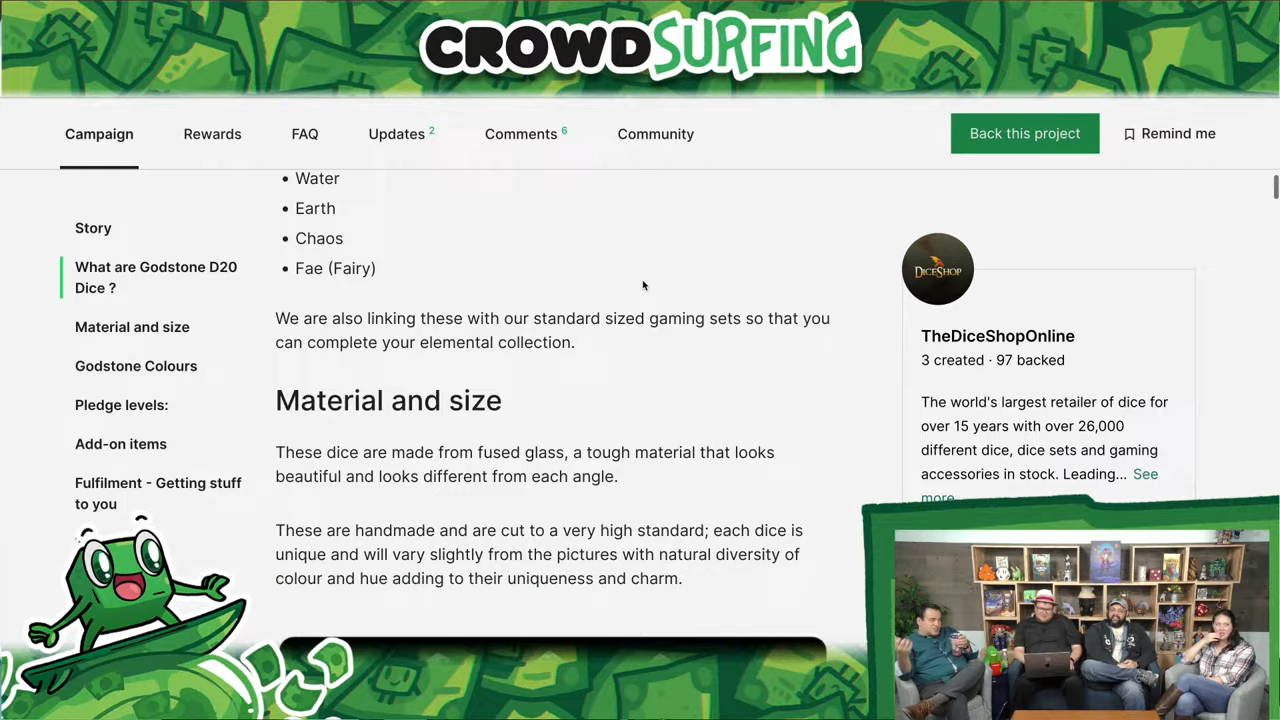 CROWDSURFING
Campaign
Rewards
FAQ
Updates 2
Comments 6
Community
Back this project
Remind me
Water
Earth
Chaos
Fae (Fairy)
We are also linking these with our standard sized gaming sets so that you
can complete your elemental collection.
Material and size
These dice are made from fused glass, a tough material that looks
beautiful and looks different from each angle.
These are handmade and are cut to a very high standard; each dice is
unique and will vary slightly from the pictures with natural diversity of
colour and hue adding to their uniqueness and charm.
Story
What are Godstone D20
Dice ?
Material and size
Godstone Colours
Pledge levels:
Add-on items
Fulfilment - Getting stuff
to you
DICESHOP
TheDiceShopOnline
3 created · 97 backed
The world's largest retailer of dice for
over 15 years with over 26,000
different dice, dice sets and gaming
accessories in stock. Leading... See
more